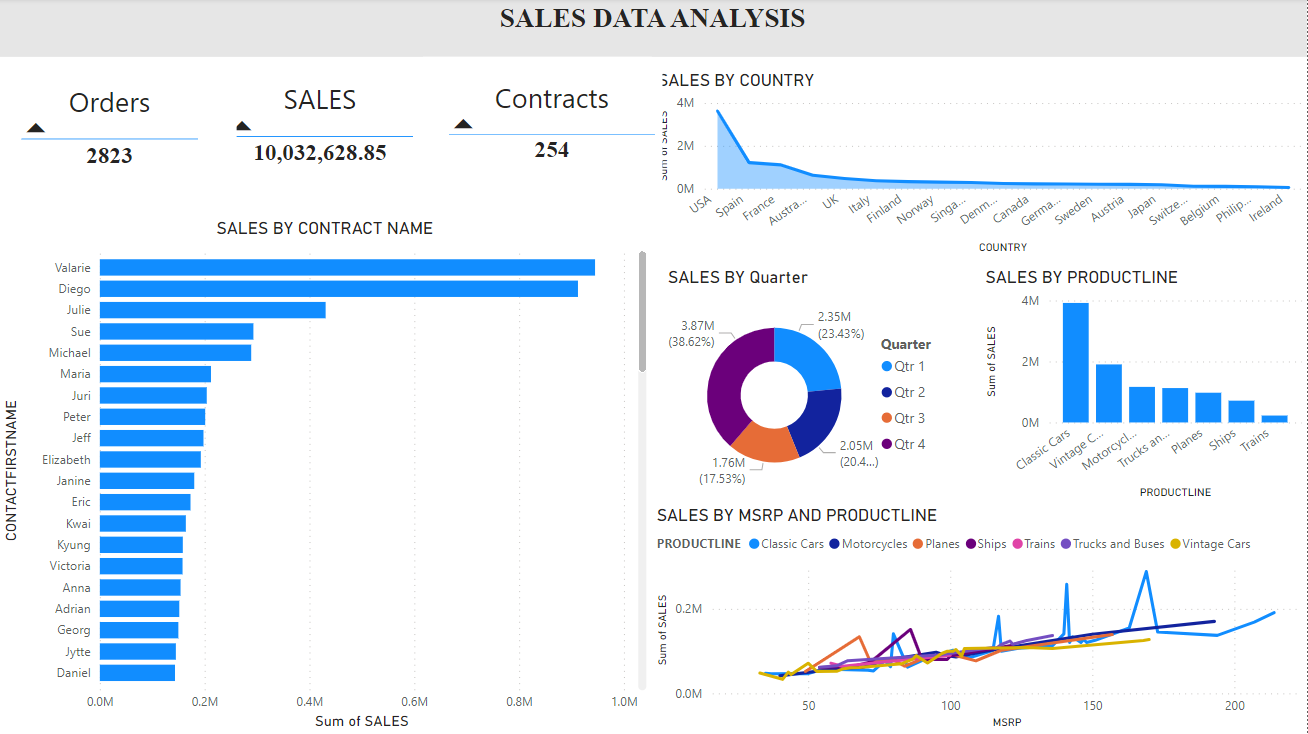 SALES DATA ANALYSIS
Orders
2823
SALES
10,032,628.85
Contracts
254
SALES BY COUNTRY
Sum of SALES
4M
2M
0M
USA
Spain
France
Austra...
UK
Italy
Finland
Norway
Singa...
Denm...
Canada
Germa...
Sweden
Austria
Japan
Switze...
Belgium
Philip...
Ireland
COUNTRY
SALES BY CONTRACT NAME
CONTACTFIRSTNAME
Valarie
Diego
Julie
Sue
Michael
Maria
Juri
Peter
Jeff
Elizabeth
Janine
Eric
Kwai
Kyung
Victoria
Anna
Adrian
Georg
Jytte
Daniel
0.0M
0.2M
0.4M
0.6M
0.8M
1.0M
Sum of SALES
SALES BY Quarter
3.87M
(38.62%)
2.35M
(23.43%)
2.05M
(20.4...)
1.76M
(17.53%)
Quarter
Qtr 1
Qtr 2
Qtr 3
Qtr 4
SALES BY PRODUCTLINE
Sum of SALES
4M
2M
0M
Classic Cars
Vintage C...
Motorcycl...
Trucks an...
Planes
Ships
Trains
PRODUCTLINE
SALES BY MSRP AND PRODUCTLINE
PRODUCTLINE Classic Cars Motorcycles Planes Ships Trains Trucks and Buses Vintage Cars
Sum of SALES
0.2M
0.0M
50
100
150
200
MSRP